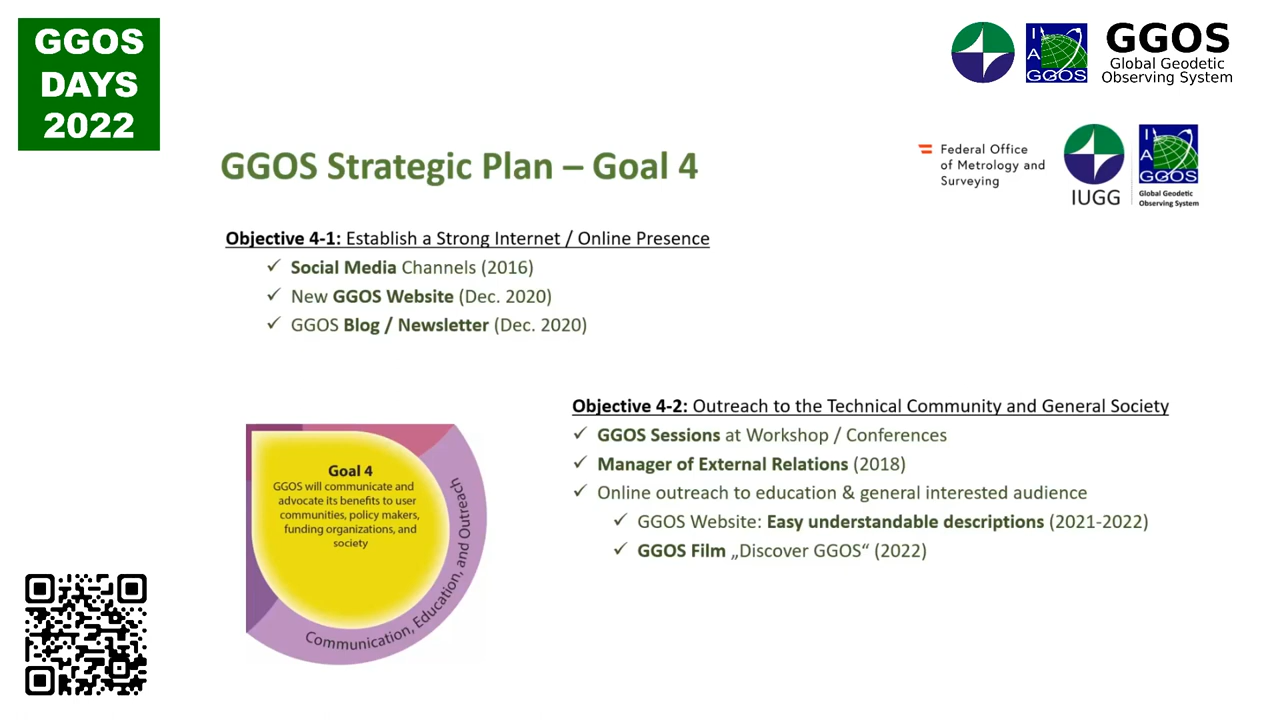 GGOS
DAYS
2022
I
A
GGOS
GGOS
Global Geodetic
Observing System
GGOS Strategic Plan – Goal 4
Federal Office
of Metrology and
Surveying
IUGG
I
A
GGOS
Global Geodetic
Observing System
Objective 4-1: Establish a Strong Internet / Online Presence
✓ Social Media Channels (2016)
✓ New GGOS Website (Dec. 2020)
✓ GGOS Blog / Newsletter (Dec. 2020)
Objective 4-2: Outreach to the Technical Community and General Society
✓ GGOS Sessions at Workshop / Conferences
✓ Manager of External Relations (2018)
✓ Online outreach to education & general interested audience
✓ GGOS Website: Easy understandable descriptions (2021-2022)
✓ GGOS Film „Discover GGOS“ (2022)
Goal 4
GGOS will communicate and
advocate its benefits to user
communities, policy makers,
funding organizations, and
society
Communication, Education, and Outreach